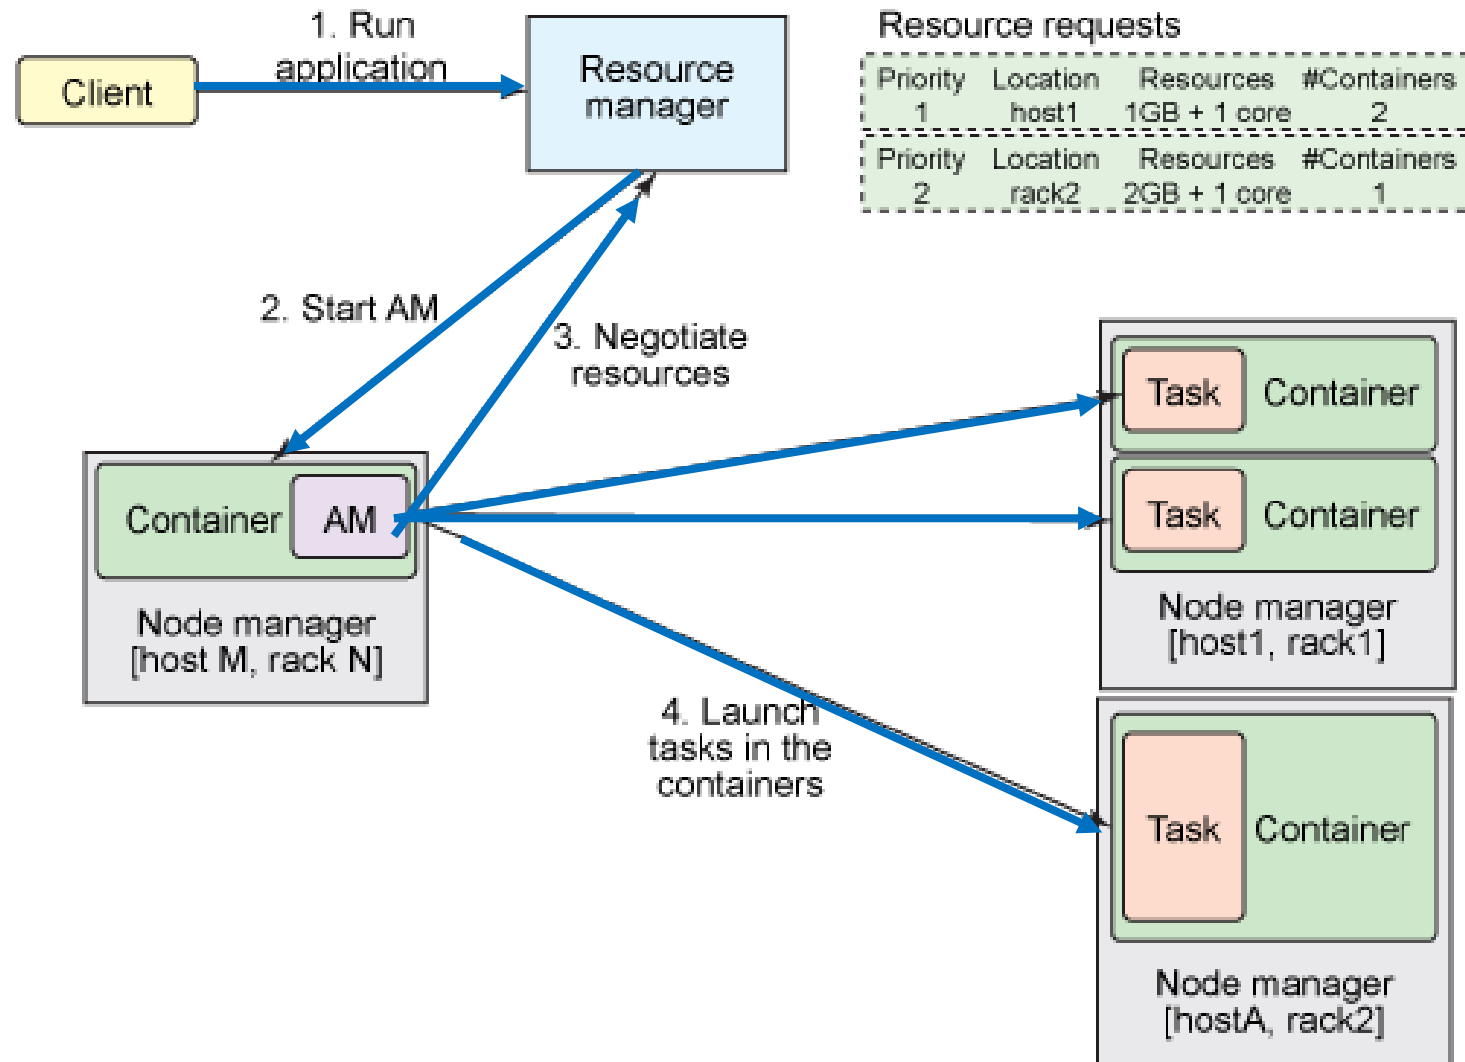 1. Run
application
Client
Resource
manager
Resource requests
Priority Location Resources #Containers
1 host1 1GB + 1 core 2
Priority Location Resources #Containers
2 rack2 2GB + 1 core 1
2. Start AM
3. Negotiate
resources
Container AM
Node manager
[host M, rack N]
Task Container
Task Container
Node manager
[host1, rack1]
4. Launch
tasks in the
containers
Task Container
Node manager
[hostA, rack2]